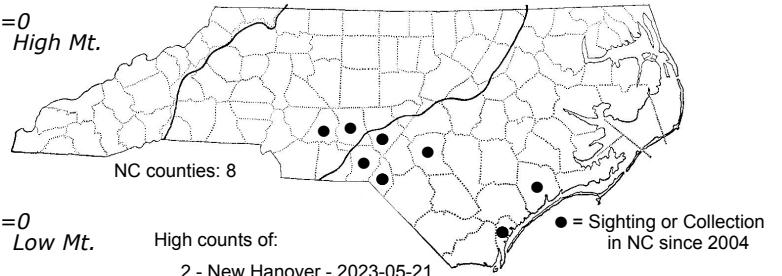 =0
High Mt.
NC counties: 8
=0
Low Mt.
High counts of:
2 - New Hanover - 2023-05-21
● = Sighting or Collection
in NC since 2004